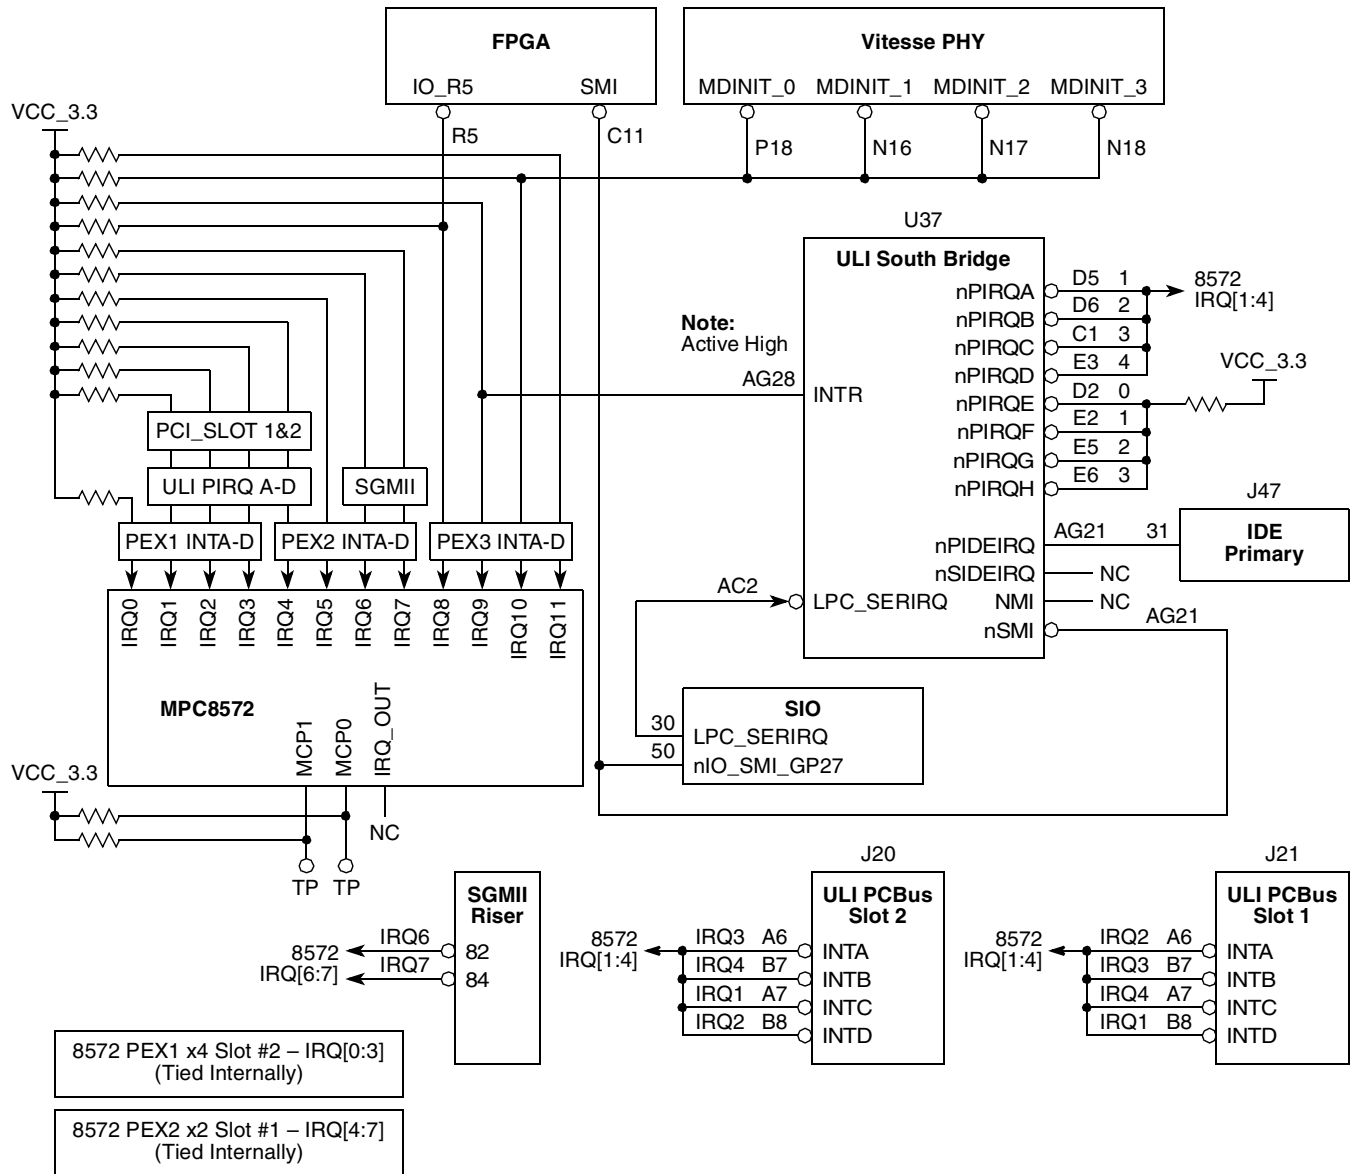 FPGA
IO_R5 SMI
R5 C11
Vitesse PHY
MDINIT_0 MDINIT_1 MDINIT_2 MDINIT_3
P18 N16 N17 N18
VCC_3.3
U37
ULI South Bridge
nPIRQA D5 1
nPIRQB D6 2
nPIRQC C1 3
nPIRQD E3 4
nPIRQE D2 0
nPIRQF E2 1
nPIRQG E5 2
nPIRQH E6 3
8572
IRQ[1:4]
VCC_3.3
Note:
Active High
AG28
INTR
nPIDEIRQ AG21 31
nSIDEIRQ NC
NMI NC
nSMI AG21
AC2
LPC_SERIRQ
J47
IDE
Primary
PCI_SLOT 1&2
ULI PIRQ A-D
SGMII
PEX1 INTA-D
PEX2 INTA-D
PEX3 INTA-D
IRQ0
IRQ1
IRQ2
IRQ3
IRQ4
IRQ5
IRQ6
IRQ7
IRQ8
IRQ9
IRQ10
IRQ11
MPC8572
MCP1
MCP0
IRQ_OUT
VCC_3.3
NC
TP TP
SIO
30 LPC_SERIRQ
50 nIO_SMI_GP27
SGMII
Riser
8572
IRQ[6:7]
IRQ6 82
IRQ7 84
J20
ULI PCBus
Slot 2
8572
IRQ[1:4]
IRQ3 A6 INTA
IRQ4 B7 INTB
IRQ1 A7 INTC
IRQ2 B8 INTD
J21
ULI PCBus
Slot 1
8572
IRQ[1:4]
IRQ2 A6 INTA
IRQ3 B7 INTB
IRQ4 A7 INTC
IRQ1 B8 INTD
8572 PEX1 x4 Slot #2 – IRQ[0:3]
(Tied Internally)
8572 PEX2 x2 Slot #1 – IRQ[4:7]
(Tied Internally)